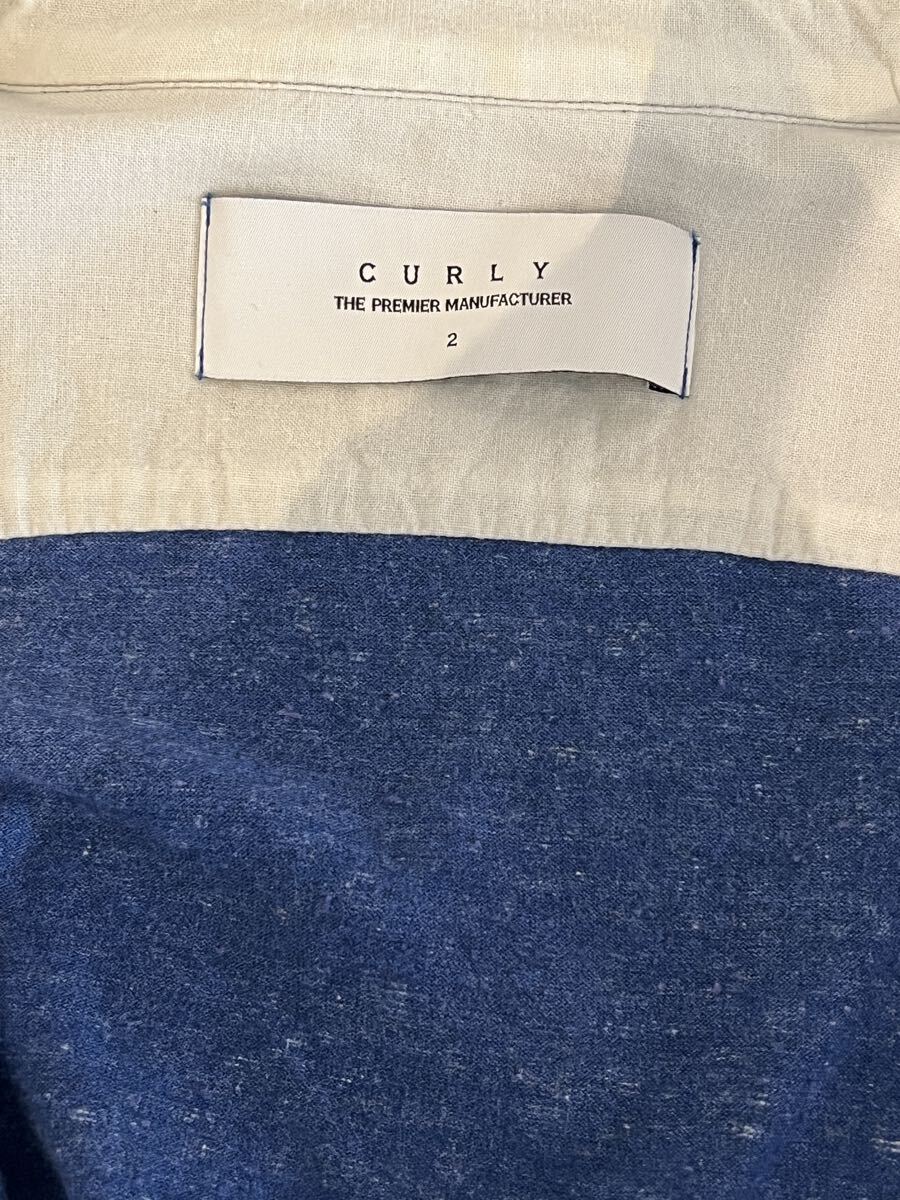 CURLY
THE PREMIER MANUFACTURER
2